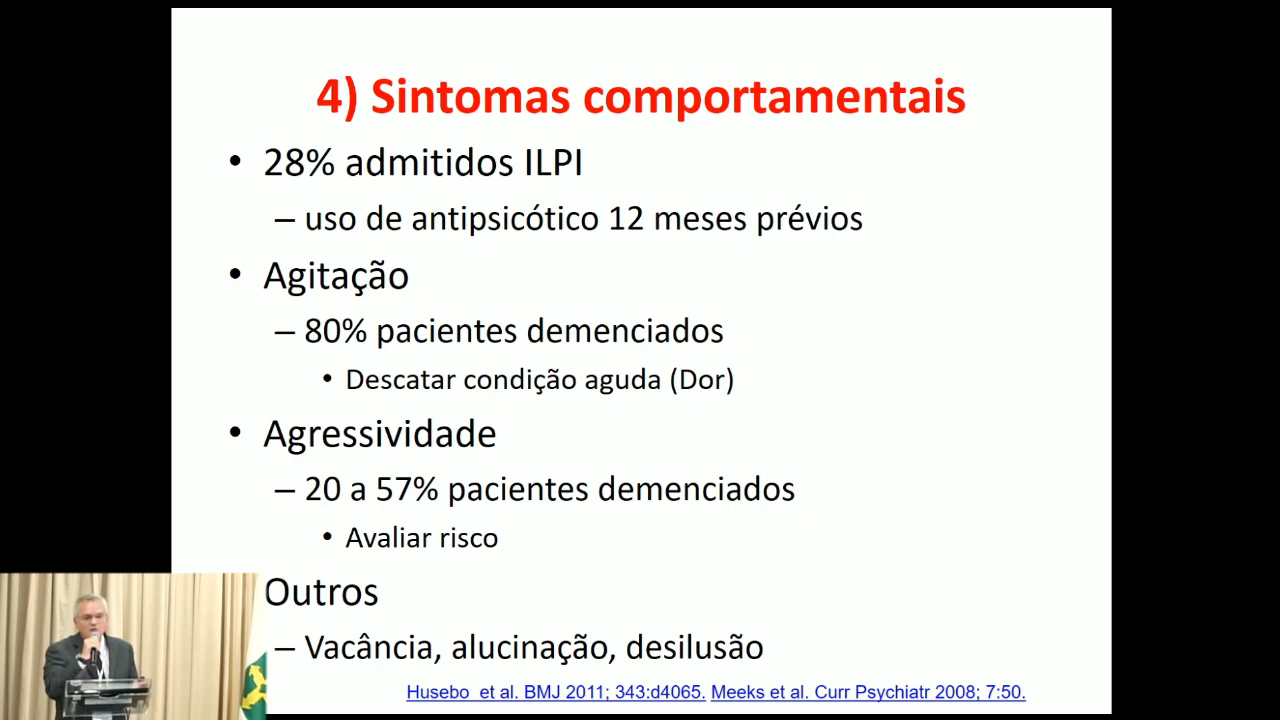 4) Sintomas comportamentais
• 28% admitidos ILPI
– uso de antipsicótico 12 meses prévios
• Agitação
– 80% pacientes demenciados
• Descatar condição aguda (Dor)
• Agressividade
– 20 a 57% pacientes demenciados
• Avaliar risco
Outros
– Vacância, alucinação, desilusão
Husebo et al. BMJ 2011; 343:d4065. Meeks et al. Curr Psychiatr 2008; 7:50.